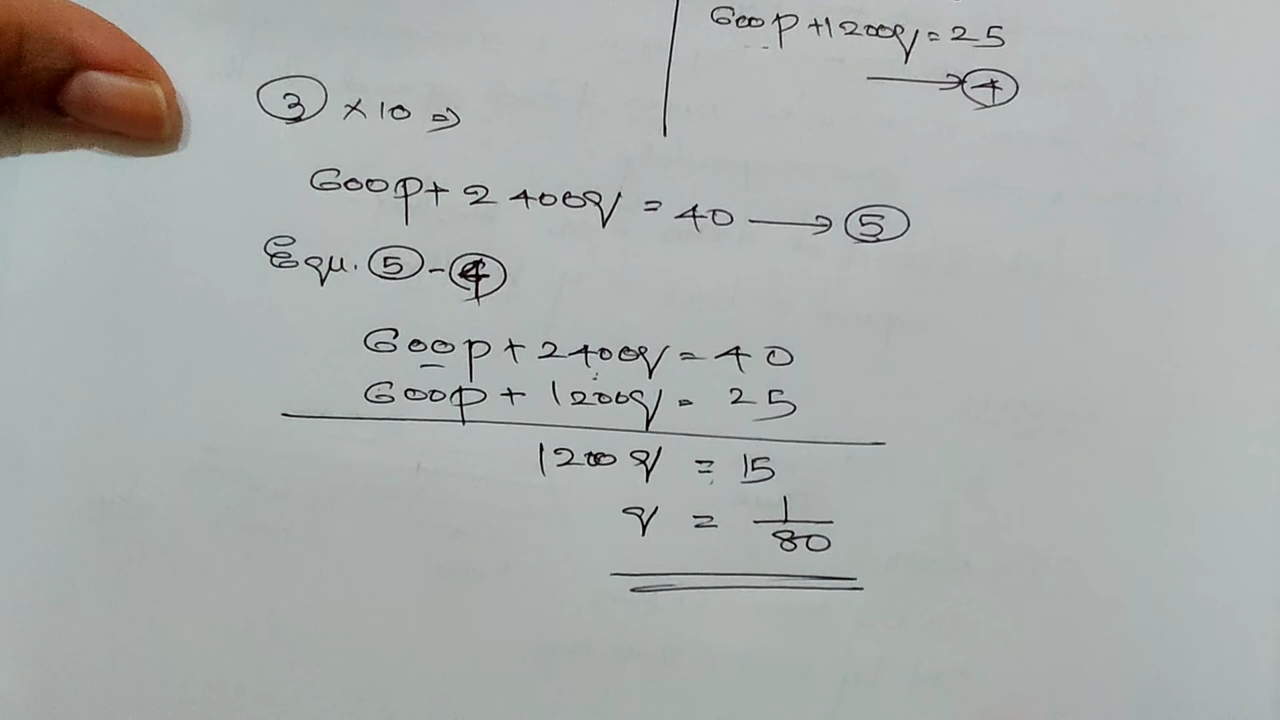 600p + 1200q = 25
⟶ ④
③ × 10 ⇒
600p + 2400q = 40 ⟶ ⑤
Equ. ⑤ - ④
600p + 2400q = 40
600p + 1200q = 25
1200q = 15
q = 1/80